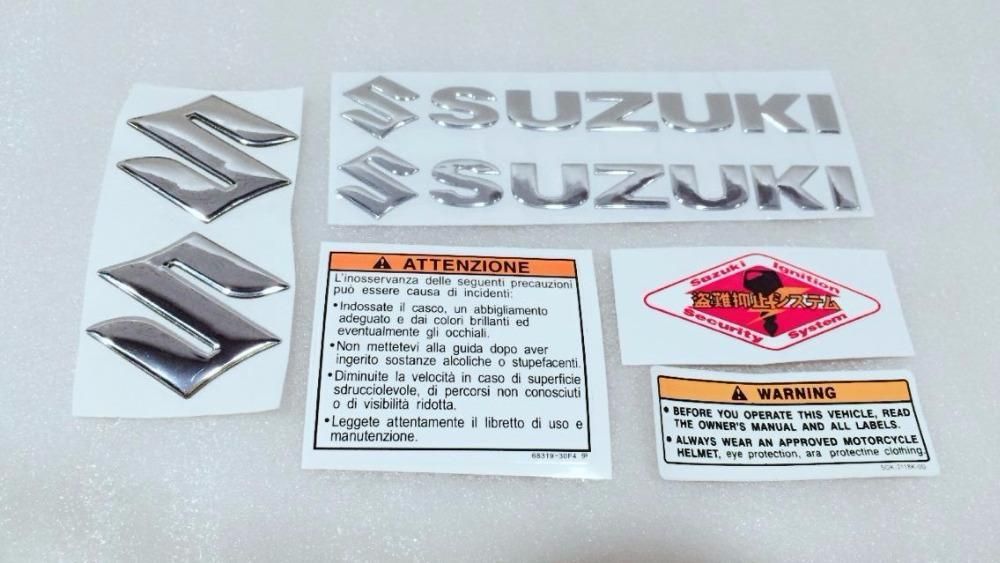 SUZUKI
SUZUKI
ATTENZIONE
L'inosservanza delle seguenti precauzioni
può essere causa di incidenti:
•Indossate il casco, un abbigliamento
adeguato e dai colori brillanti ed
eventualmente gli occhiali.
•Non mettetevi alla guida dopo aver
ingerito sostanze alcoliche o stupefacenti.
•Diminuite la velocità in caso di superficie
sdrucciolevole, di percorsi non conosciuti
o di visibilità ridotta.
•Leggete attentamente il libretto di uso e
manutenzione.
68319-30F4
Suzuki Ignition
盗難抑止システム
Security System
WARNING
• BEFORE YOU OPERATE THIS VEHICLE, READ
THE OWNER'S MANUAL AND ALL LABELS.
• ALWAYS WEAR AN APPROVED MOTORCYCLE
HELMET, eye protection, ara protectine clothing.